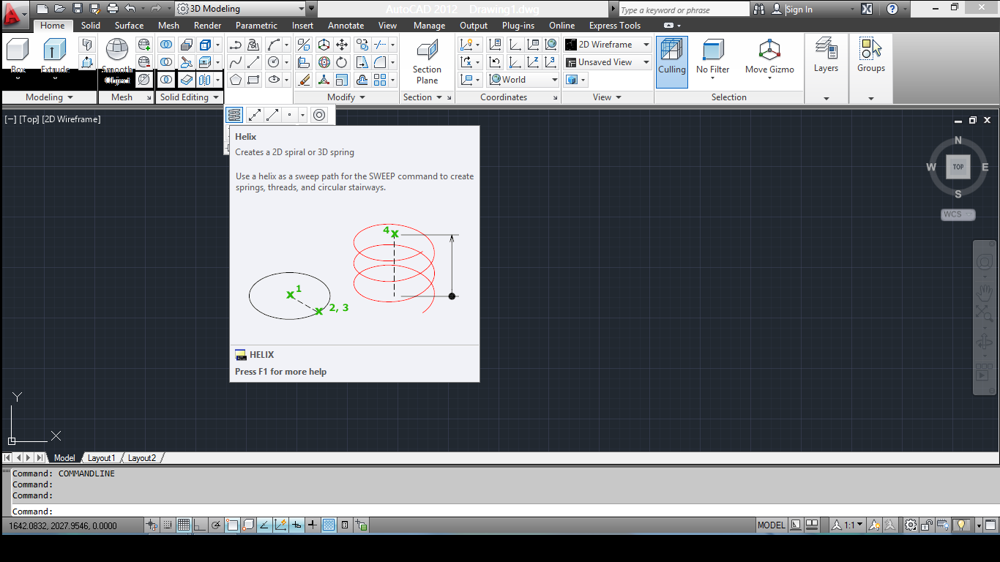 3D Modeling
AutoCAD 2012 Drawing1.dwg
Type a keyword or phrase
Sign In
Home Solid Surface Mesh Render Parametric Insert Annotate View Manage Output Plug-ins Online Express Tools
Box Extrude
Smooth
Object
Section
Plane
2D Wireframe
Unsaved View
World
Culling
No Filter
Move Gizmo
Layers
Groups
Modeling Mesh Solid Editing Modify Section Coordinates View Selection
[−] [Top] [2D Wireframe]
Helix
Creates a 2D spiral or 3D spring
Use a helix as a sweep path for the SWEEP command to create
springs, threads, and circular stairways.
4
1
2, 3
HELIX
Press F1 for more help
N
W TOP E
S
WCS
Y
X
Model Layout1 Layout2
Command: COMMANDLINE
Command:
Command:
Command:
1642.0832, 2027.9546, 0.0000
MODEL
1:1